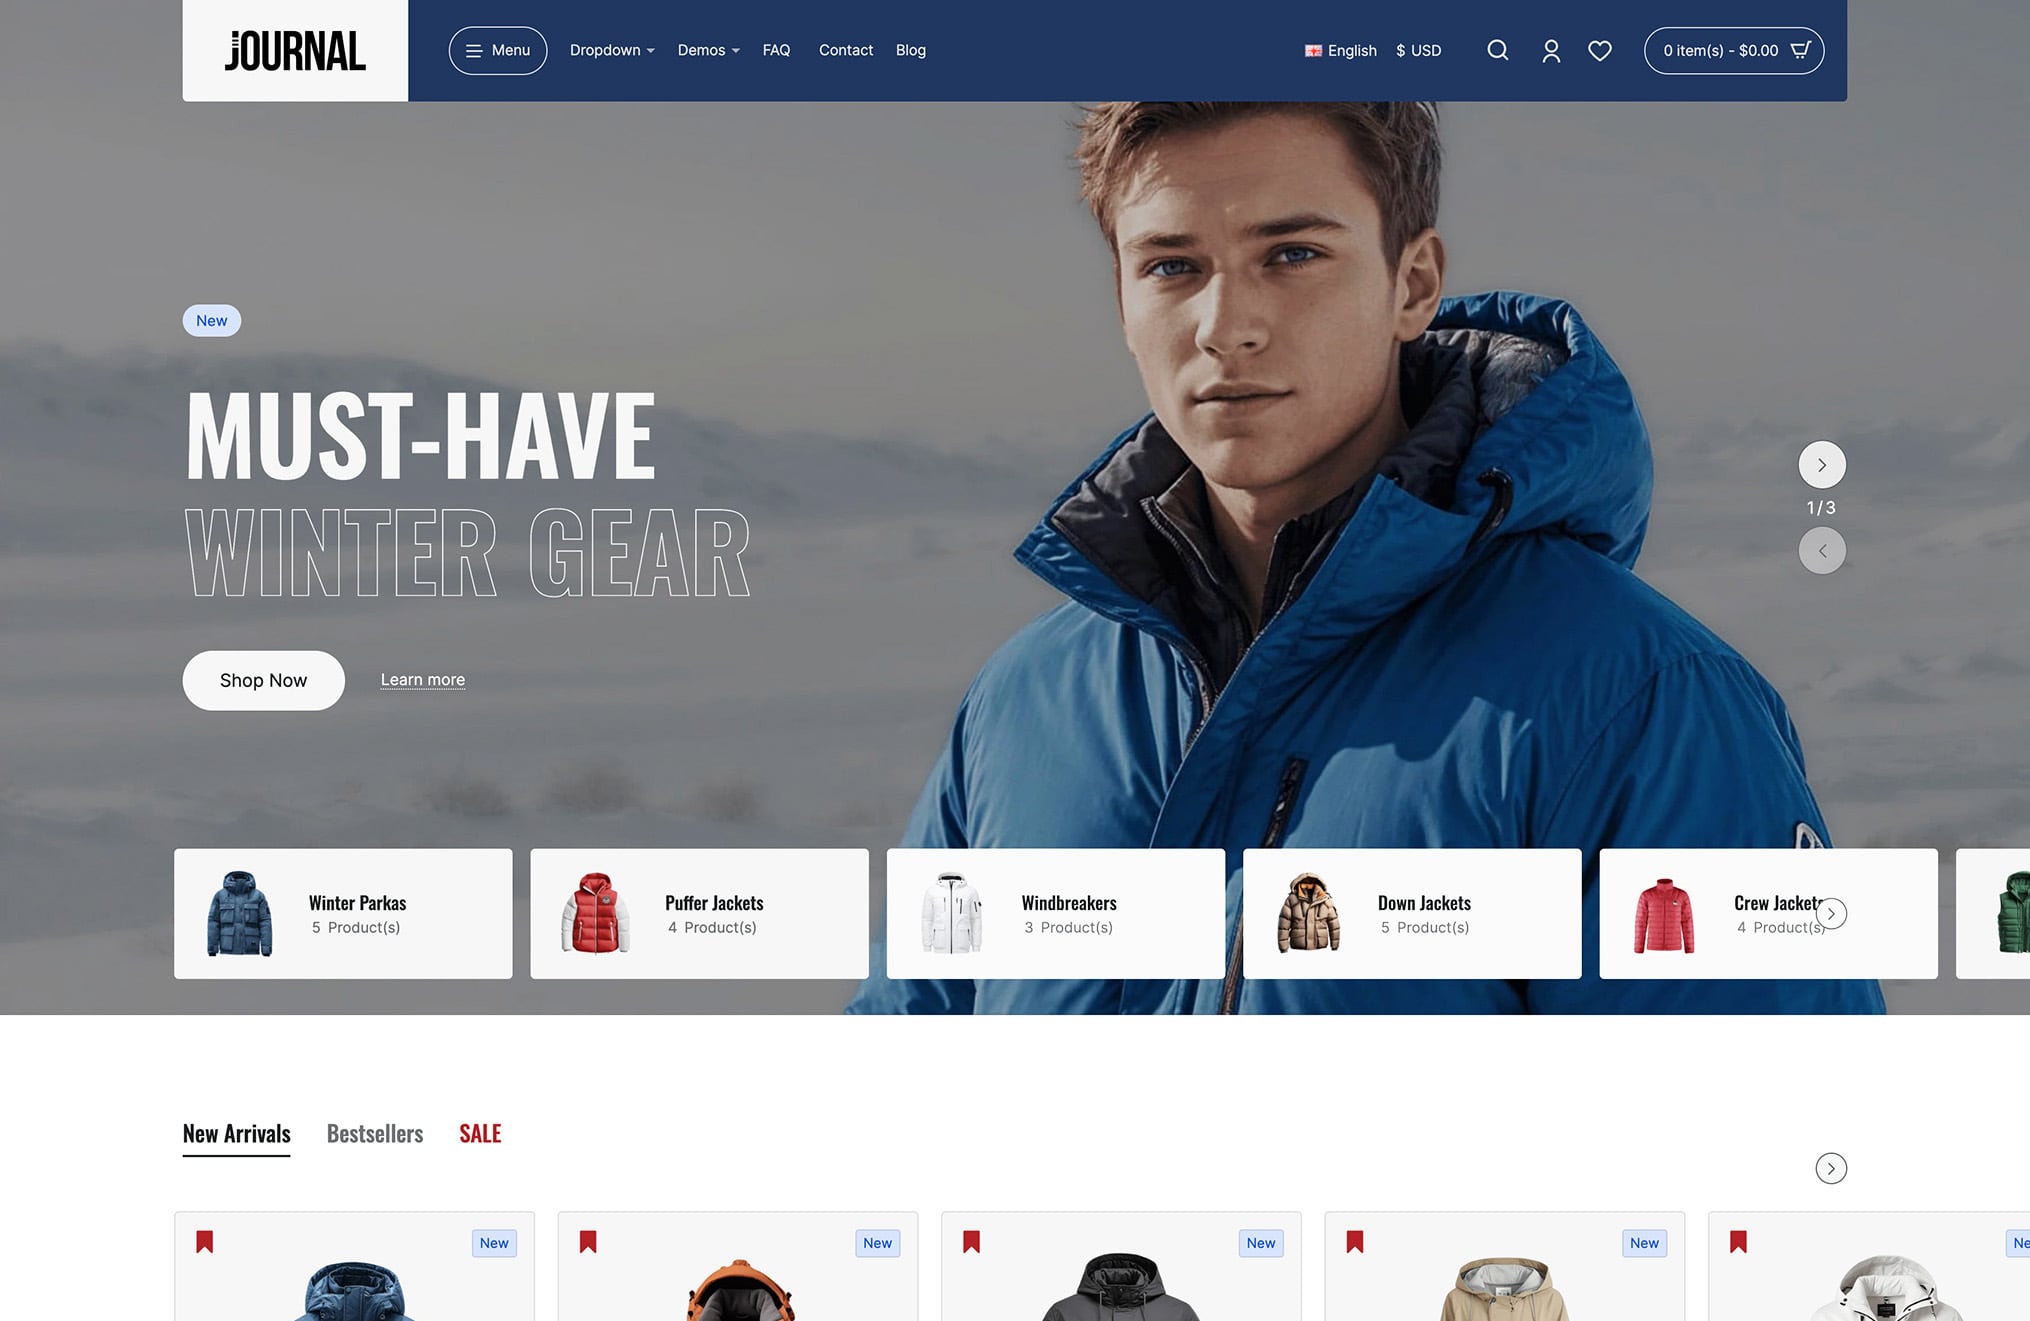 JOURNAL
Menu Dropdown Demos FAQ Contact Blog English $ USD 0 item(s) - $0.00
New
MUST-HAVE
WINTER GEAR
1 / 3
Shop Now Learn more
Winter Parkas
5 Product(s)
Puffer Jackets
4 Product(s)
Windbreakers
3 Product(s)
Down Jackets
5 Product(s)
Crew Jackets
4 Product(s)
New Arrivals Bestsellers SALE
New New New New Ne